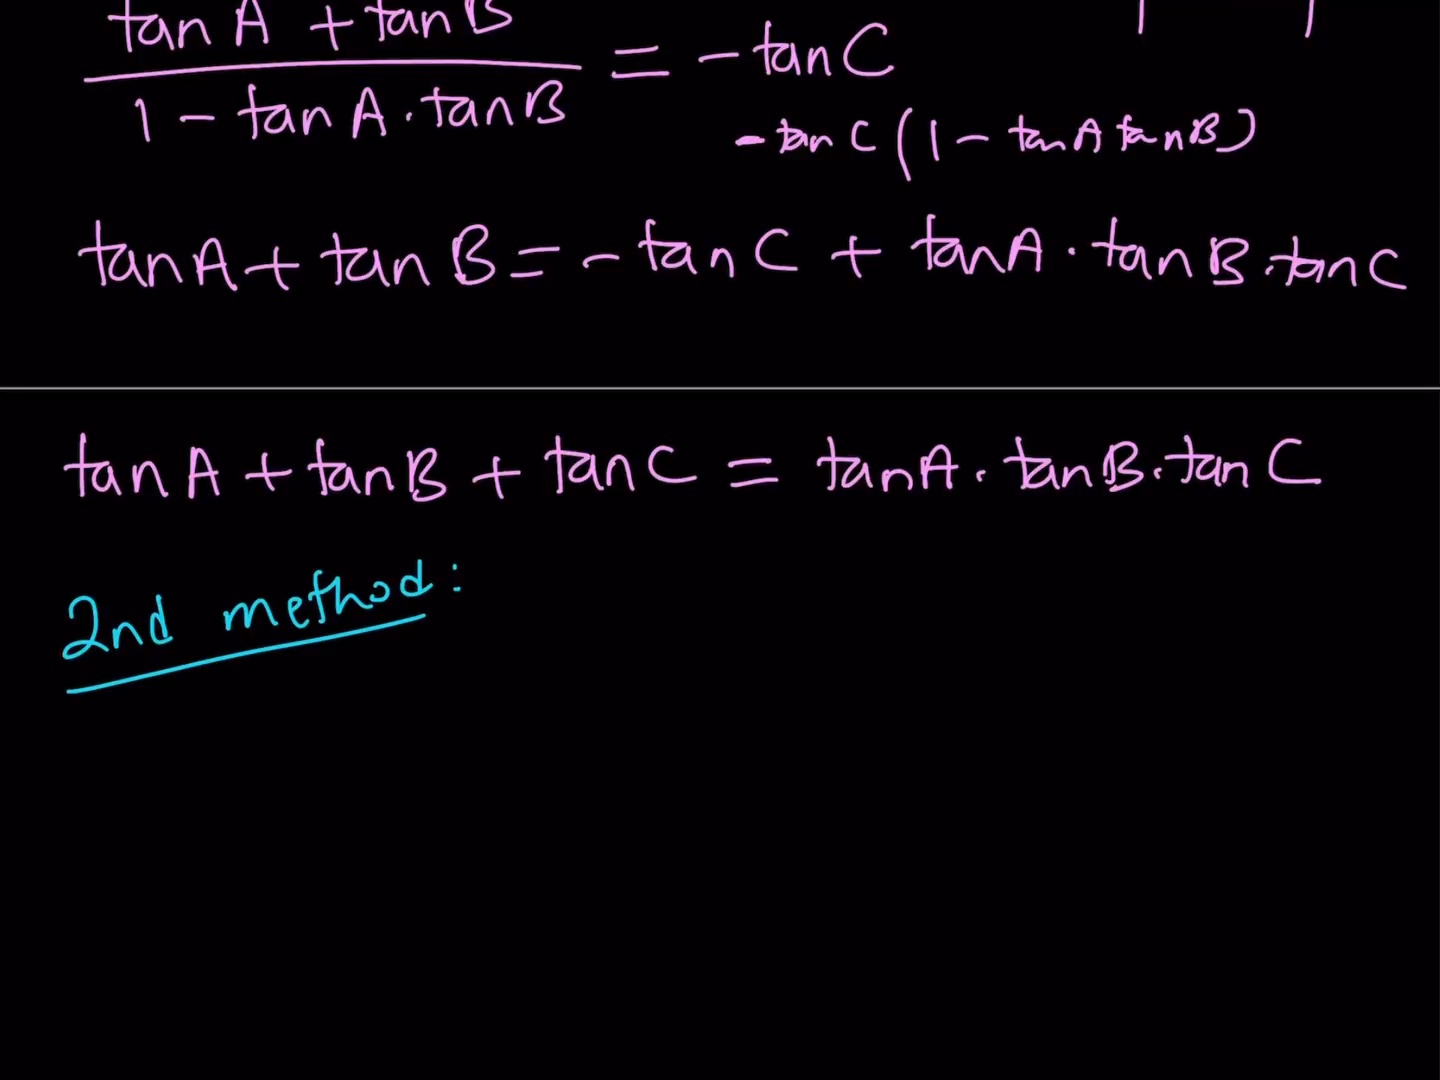 tan A + tan B
1 - tan A · tan B
= - tan C
- tan C (1 - tan A tan B)
tan A + tan B = - tan C + tan A · tan B · tan C
tan A + tan B + tan C = tan A · tan B · tan C
2nd method: